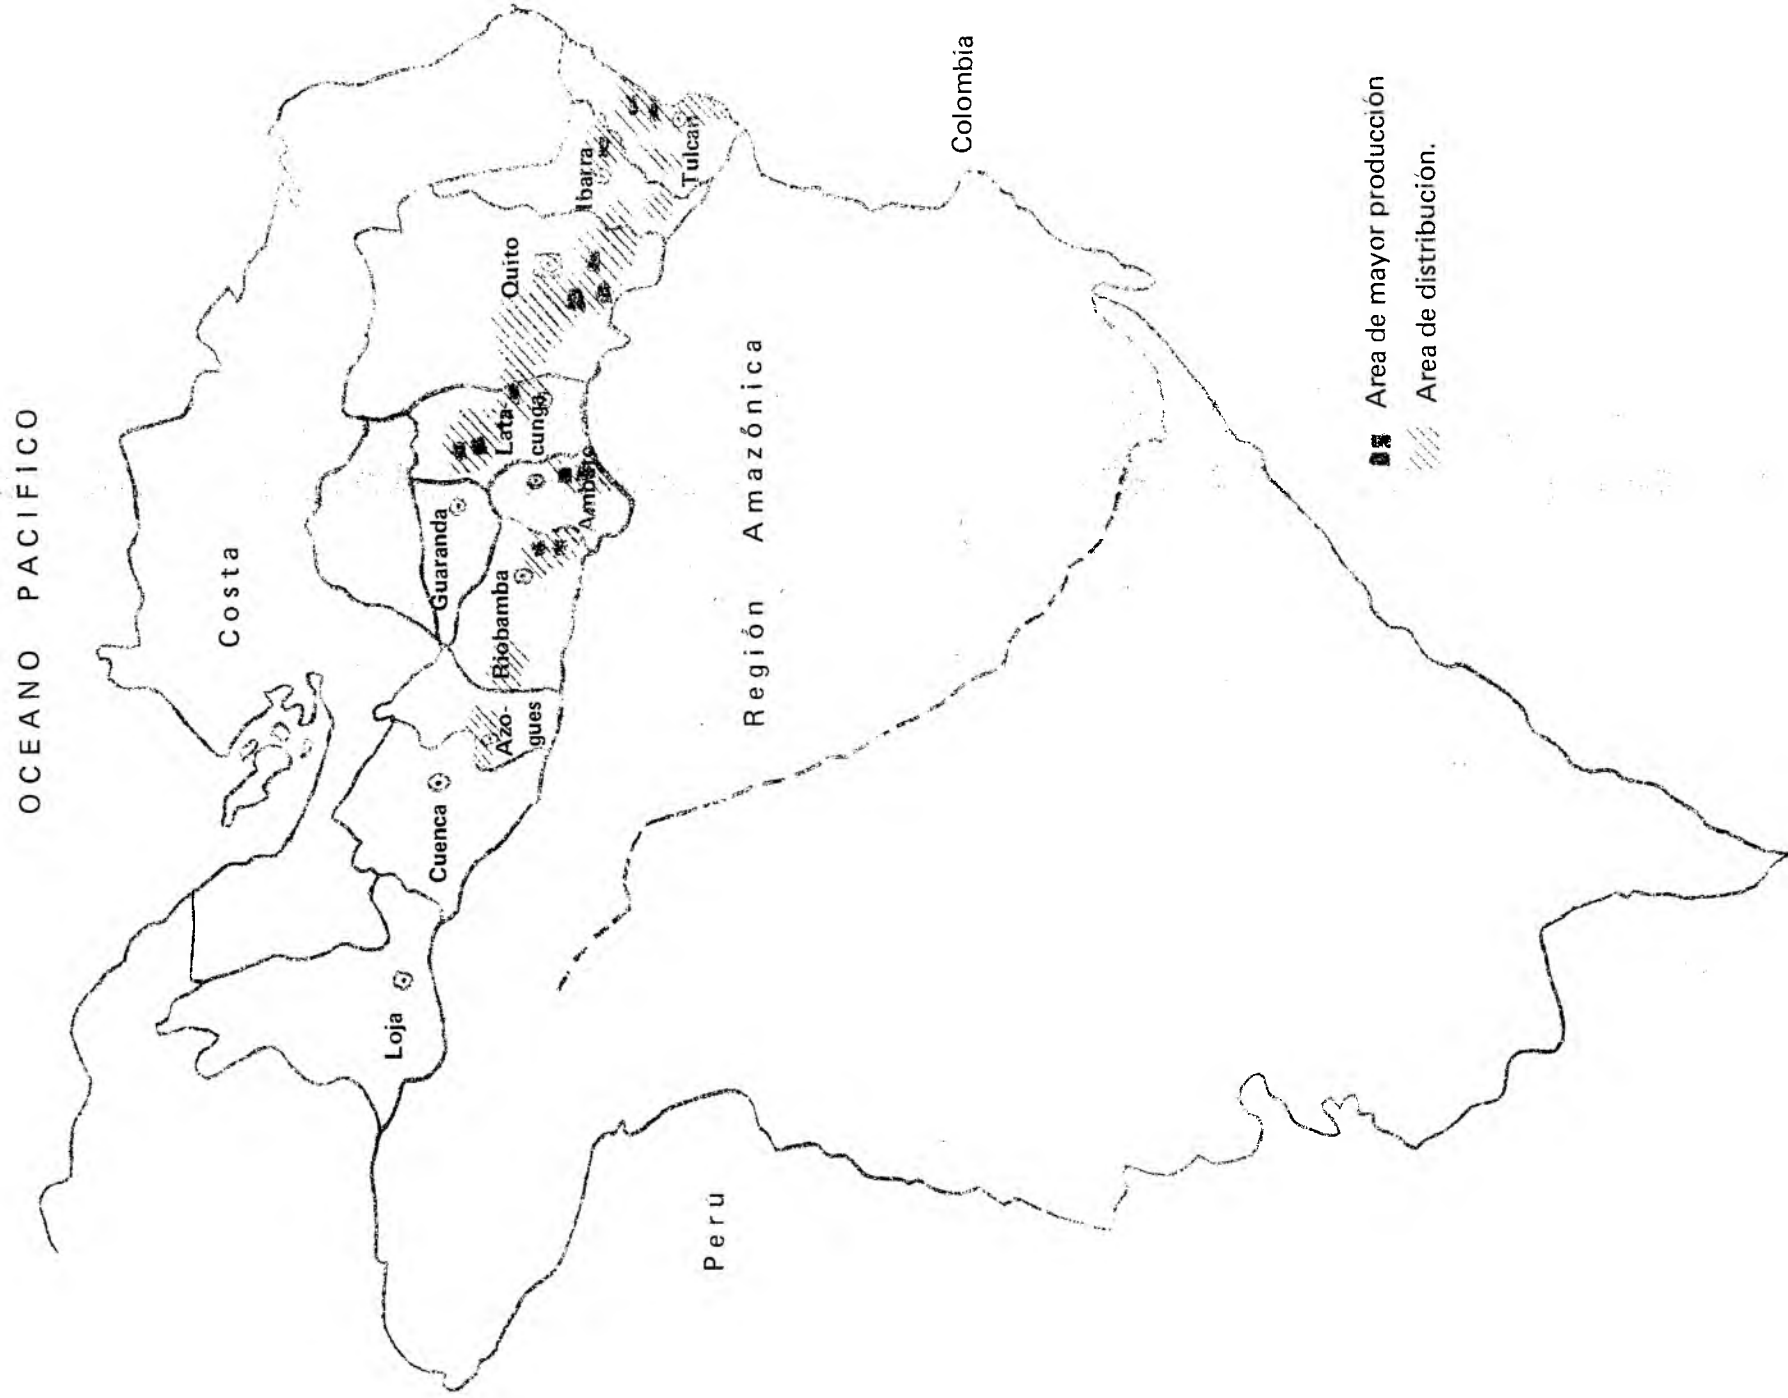 OCEANO PACIFICO
Costa
Colombia
Tulcan
Ibarra
Quito
Lata
cunga
Ambato
Guaranda
Riobamba
Azo-
gues
Cuenca
Loja
Región Amazónica
Perú
Area de mayor producción
Area de distribución.